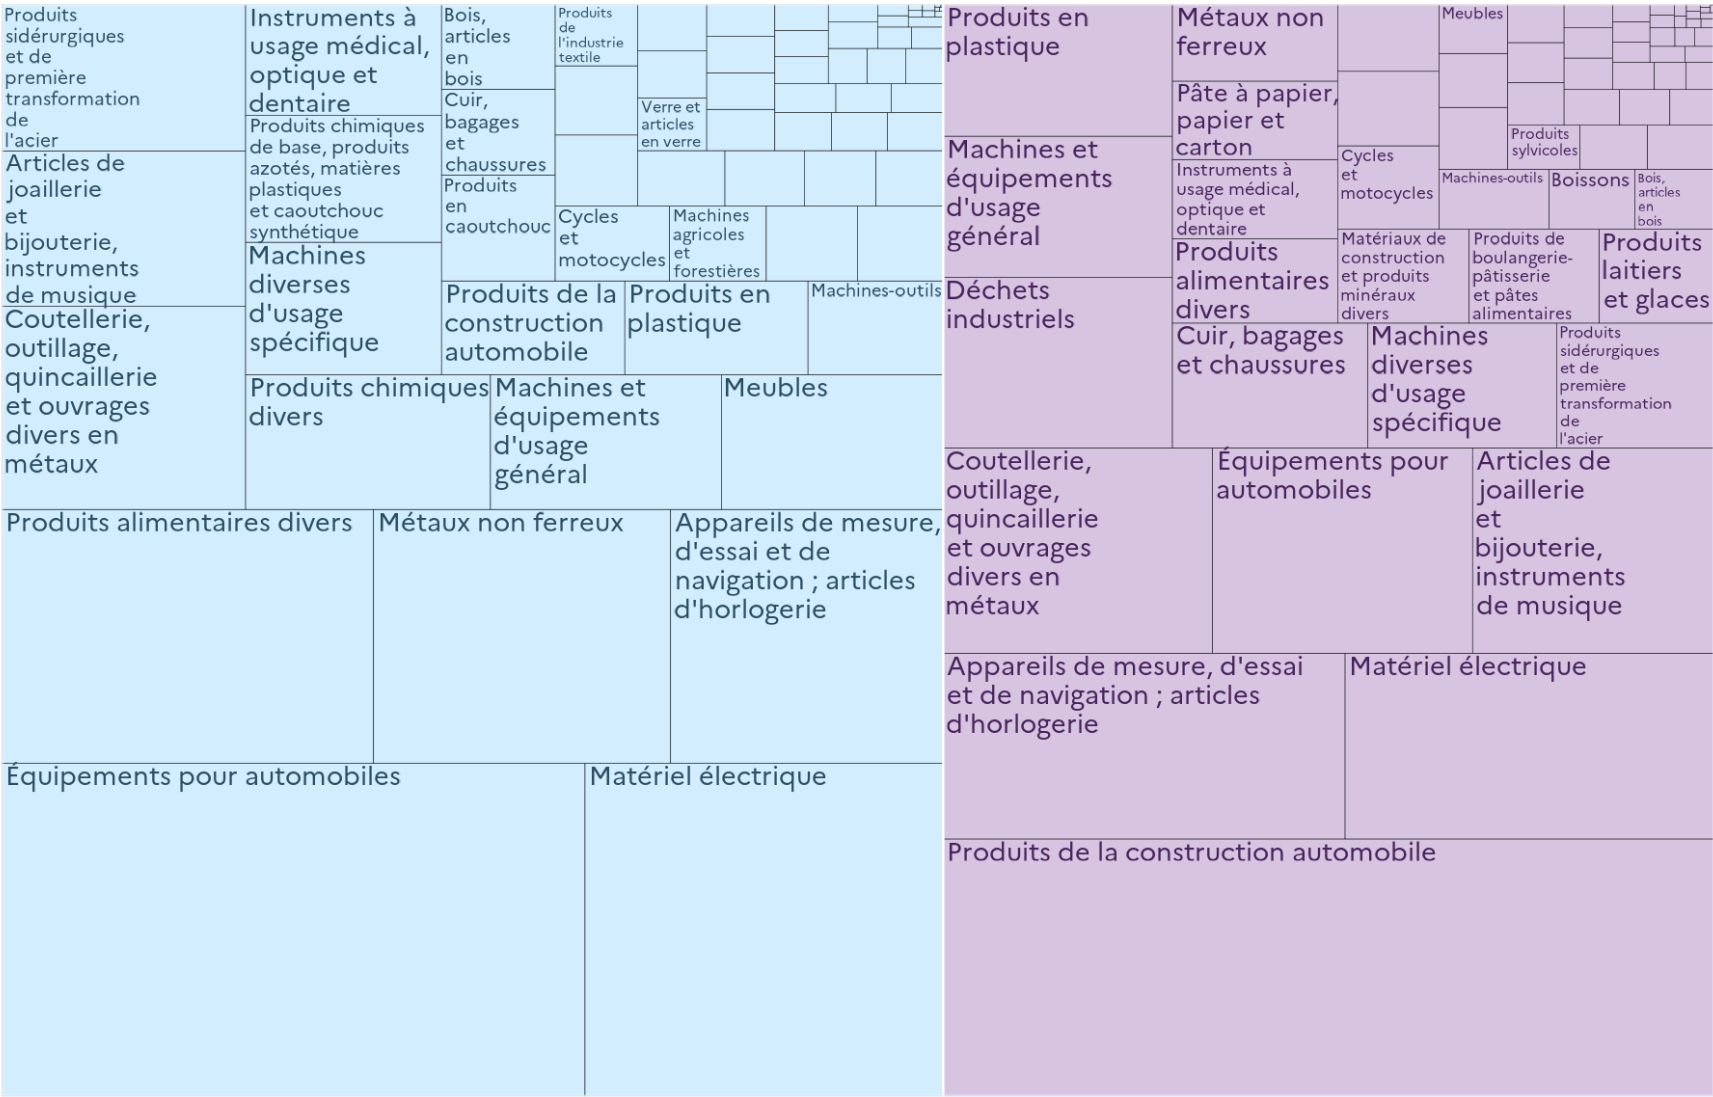 Produits
sidérurgiques
et de
première
transformation
de
l'acier
Articles de
joaillerie
et
bijouterie,
instruments
de musique
Coutellerie,
outillage,
quincaillerie
et ouvrages
divers en
métaux
Instruments à
usage médical,
optique et
dentaire
Produits chimiques
de base, produits
azotés, matières
plastiques
et caoutchouc
synthétique
Machines
diverses
d'usage
spécifique
Bois,
articles
en
bois
Cuir,
bagages
et
chaussures
Produits
en
caoutchouc
Produits
de
l'industrie
textile
Verre et
articles
en verre
Cycles
et
motocycles
Machines
agricoles
et
forestières
Produits de la
construction
automobile
Produits en
plastique
Machines-outils
Produits chimiques
divers
Machines et
équipements
d'usage
général
Meubles
Produits alimentaires divers
Métaux non ferreux
Appareils de mesure,
d'essai et de
navigation ; articles
d'horlogerie
Équipements pour automobiles
Matériel électrique
Produits en
plastique
Machines et
équipements
d'usage
général
Déchets
industriels
Métaux non
ferreux
Pâte à papier,
papier et
carton
Instruments à
usage médical,
optique et
dentaire
Produits
alimentaires
divers
Cycles
et
motocycles
Meubles
Produits
sylvicoles
Machines-outils
Boissons
Bois,
articles
en
bois
Matériaux de
construction
et produits
minéraux
divers
Produits de
boulangerie-
pâtisserie
et pâtes
alimentaires
Produits
laitiers
et glaces
Cuir, bagages
et chaussures
Machines
diverses
d'usage
spécifique
Produits
sidérurgiques
et de
première
transformation
de
l'acier
Coutellerie,
outillage,
quincaillerie
et ouvrages
divers en
métaux
Équipements pour
automobiles
Articles de
joaillerie
et
bijouterie,
instruments
de musique
Appareils de mesure, d'essai
et de navigation ; articles
d'horlogerie
Matériel électrique
Produits de la construction automobile